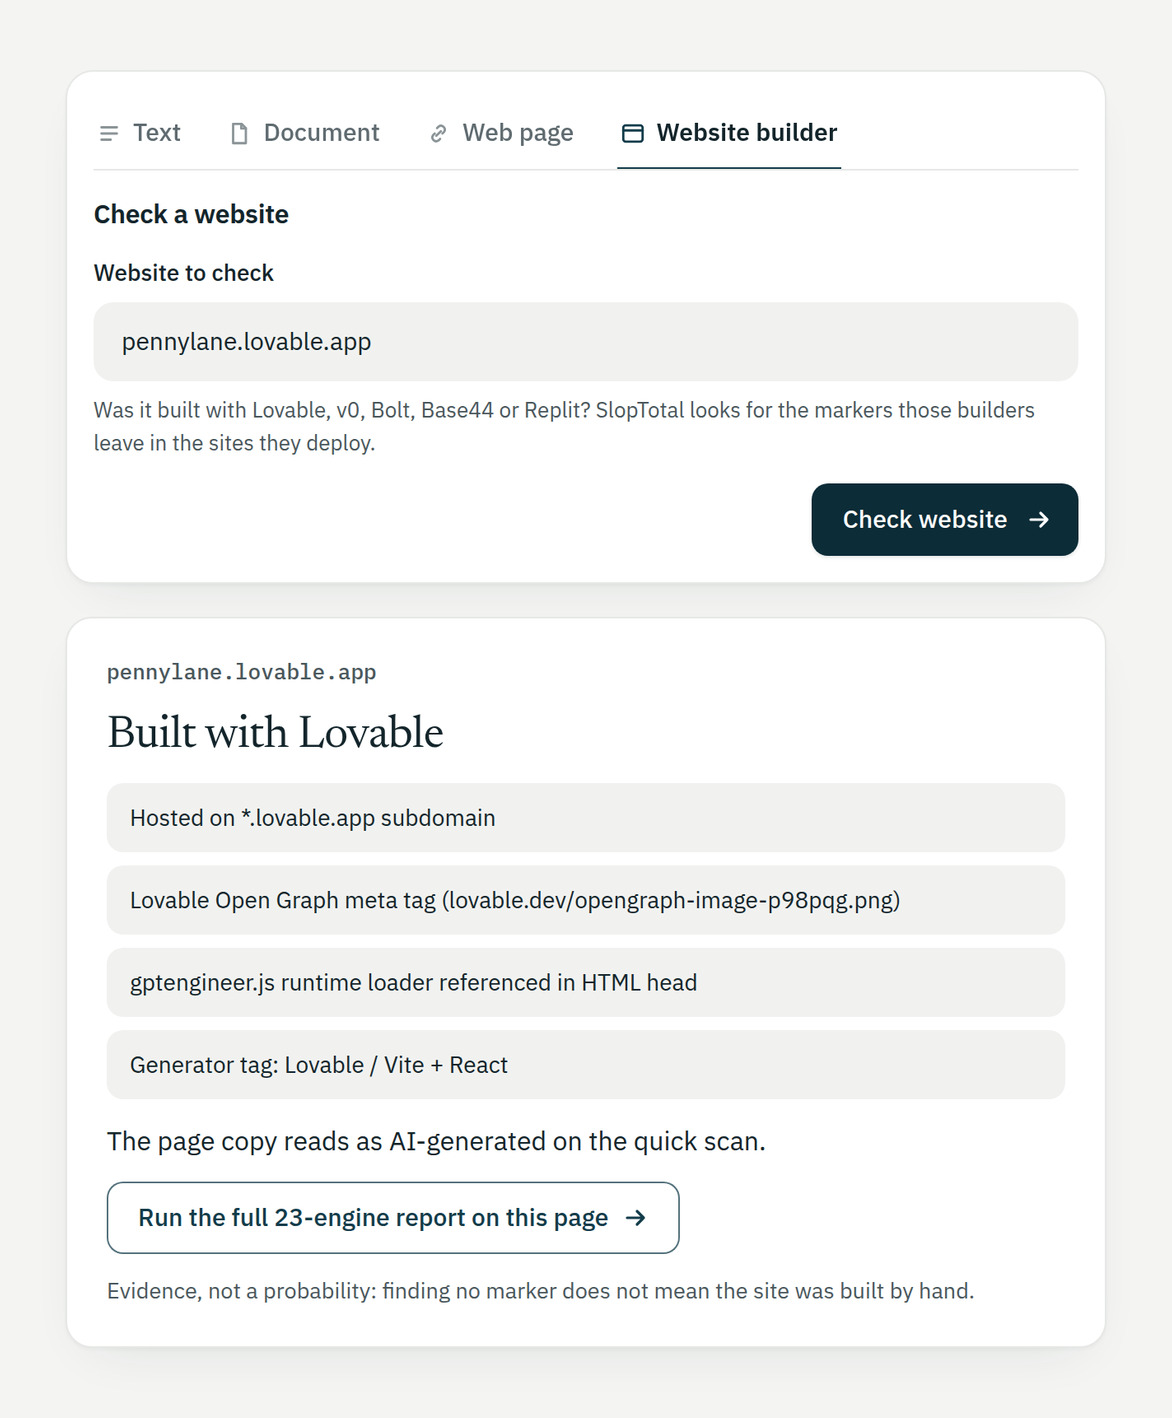 Text
Document
Web page
Website builder
Check a website
Website to check
pennylane.lovable.app
Was it built with Lovable, v0, Bolt, Base44 or Replit? SlopTotal looks for the markers those builders
leave in the sites they deploy.
Check website →
pennylane.lovable.app
Built with Lovable
Hosted on *.lovable.app subdomain
Lovable Open Graph meta tag (lovable.dev/opengraph-image-p98pqg.png)
gptengineer.js runtime loader referenced in HTML head
Generator tag: Lovable / Vite + React
The page copy reads as AI-generated on the quick scan.
Run the full 23-engine report on this page →
Evidence, not a probability: finding no marker does not mean the site was built by hand.